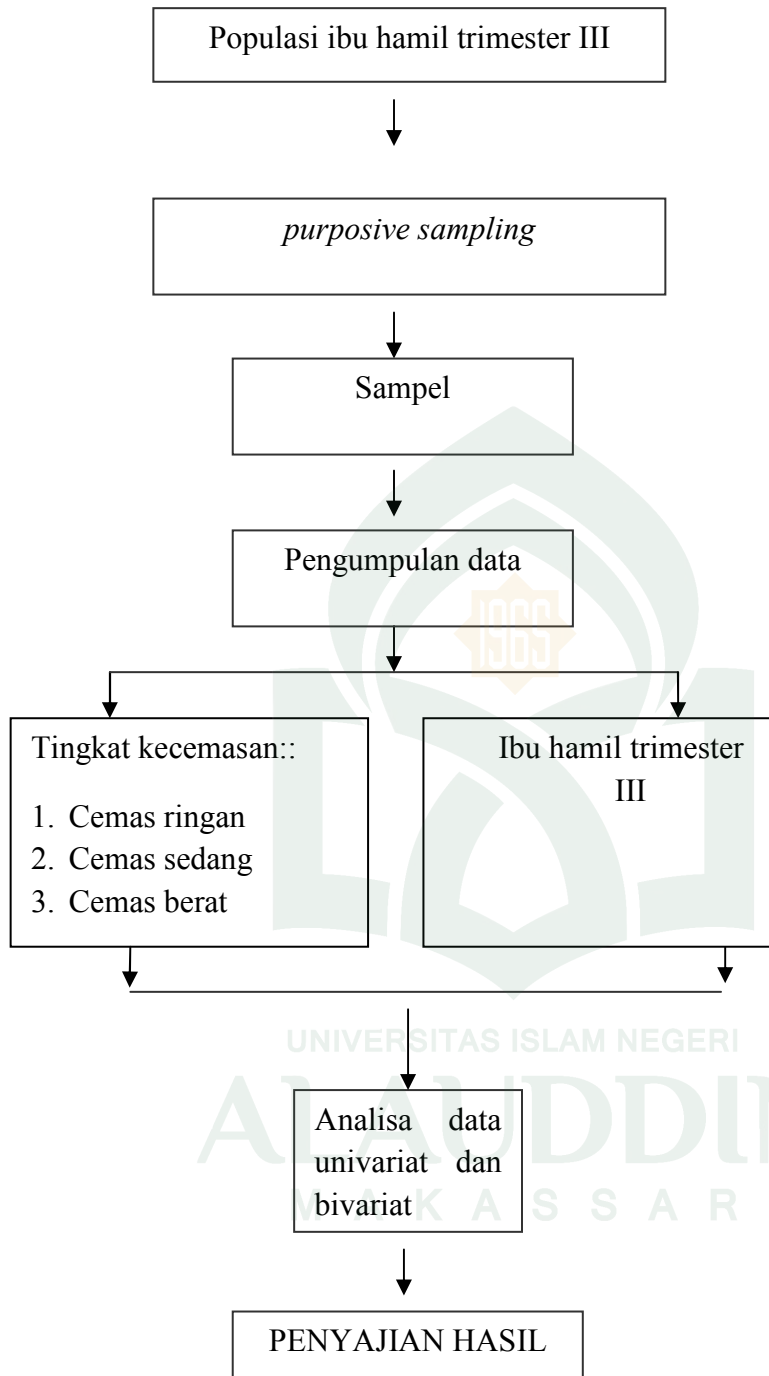 Populasi ibu hamil trimester III
purposive sampling
Sampel
Pengumpulan data
Tingkat kecemasan::
1. Cemas ringan
2. Cemas sedang
3. Cemas berat
Ibu hamil trimester
III
1965
UNIVERSITAS ISLAM NEGERI
ALAUDDIN
MAKASSAR
Analisa data
univariat dan
bivariat
PENYAJIAN HASIL